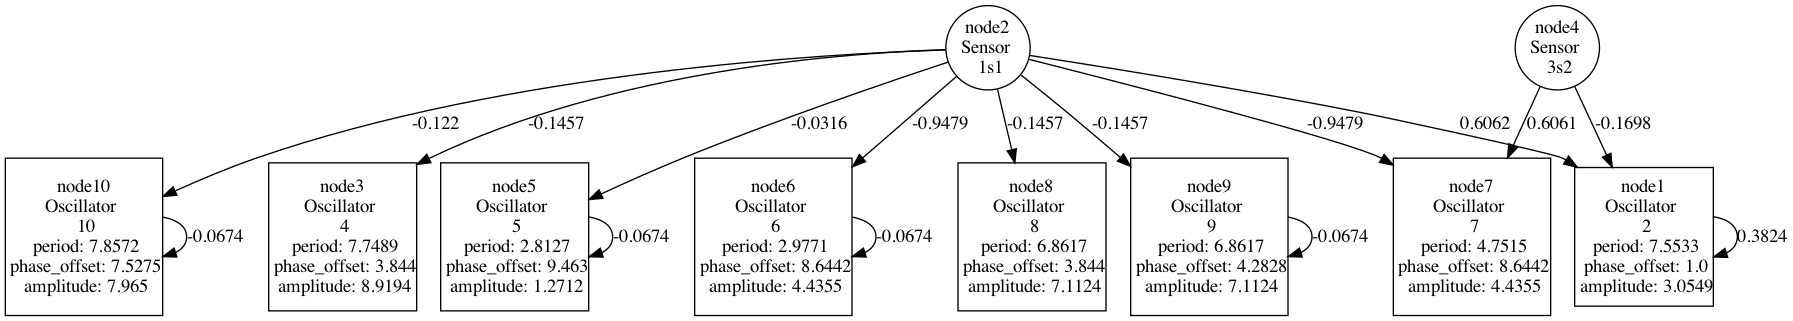 node2
Sensor
1s1
node4
Sensor
3s2
-0.122
-0.1457
-0.0316
-0.9479
-0.1457
-0.1457
-0.9479
0.6062
0.6061
-0.1698
node10
Oscillator
10
period: 7.8572
phase_offset: 7.5275
amplitude: 7.965
-0.0674
node3
Oscillator
4
period: 7.7489
phase_offset: 3.844
amplitude: 8.9194
node5
Oscillator
5
period: 2.8127
phase_offset: 9.463
amplitude: 1.2712
-0.0674
node6
Oscillator
6
period: 2.9771
phase_offset: 8.6442
amplitude: 4.4355
-0.0674
node8
Oscillator
8
period: 6.8617
phase_offset: 3.844
amplitude: 7.1124
node9
Oscillator
9
period: 6.8617
phase_offset: 4.2828
amplitude: 7.1124
-0.0674
node7
Oscillator
7
period: 4.7515
phase_offset: 8.6442
amplitude: 4.4355
node1
Oscillator
2
period: 7.5533
phase_offset: 1.0
amplitude: 3.0549
0.3824